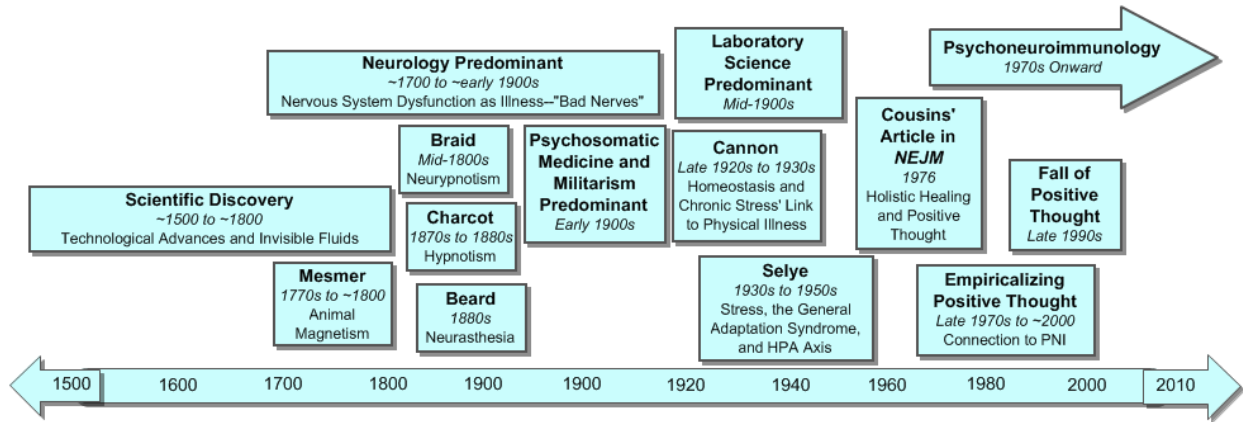 Neurology Predominant
~1700 to ~early 1900s
Nervous System Dysfunction as Illness--"Bad Nerves"
Laboratory
Science
Predominant
Mid-1900s
Psychoneuroimmunology
1970s Onward
Braid
Mid-1800s
Neurypnotism
Psychosomatic
Medicine and
Militarism
Predominant
Early 1900s
Cannon
Late 1920s to 1930s
Homeostasis and
Chronic Stress' Link
to Physical Illness
Cousins'
Article in
NEJM
1976
Holistic Healing
and Positive
Thought
Fall of
Positive
Thought
Late 1990s
Scientific Discovery
~1500 to ~1800
Technological Advances and Invisible Fluids
Charcot
1870s to 1880s
Hypnotism
Mesmer
1770s to ~1800
Animal
Magnetism
Beard
1880s
Neurasthesia
Selye
1930s to 1950s
Stress, the General
Adaptation Syndrome,
and HPA Axis
Empiricalizing
Positive Thought
Late 1970s to ~2000
Connection to PNI
1500 1600 1700 1800 1900 1900 1920 1940 1960 1980 2000 2010